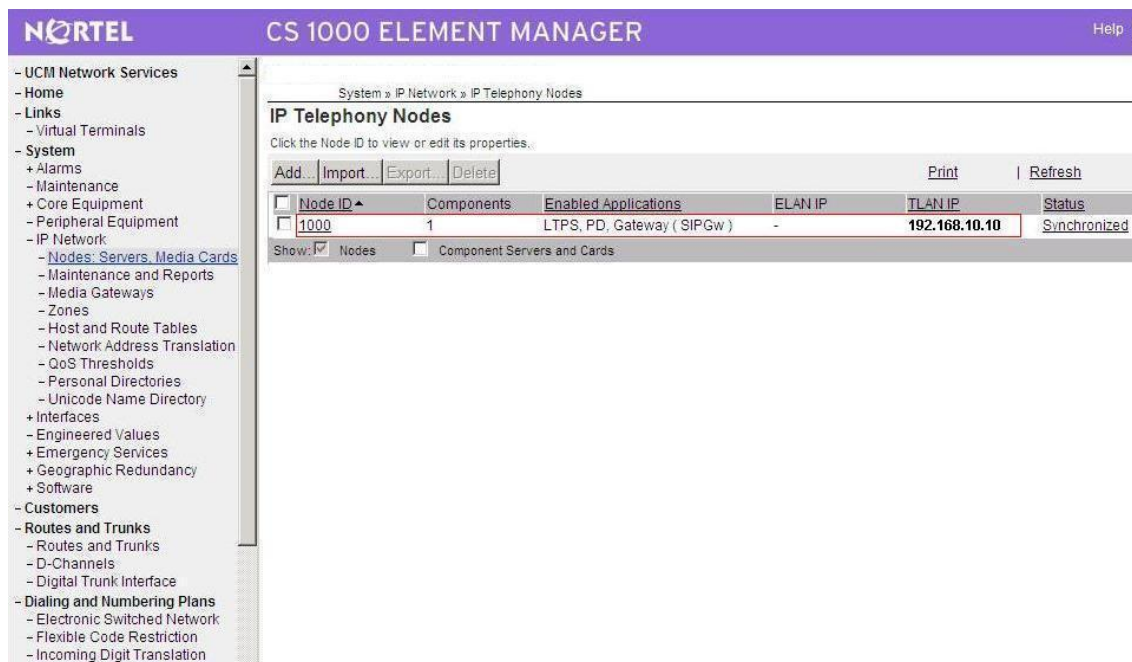 NORTEL
CS 1000 ELEMENT MANAGER
Help
- UCM Network Services
- Home
- Links
- Virtual Terminals
- System
+ Alarms
- Maintenance
+ Core Equipment
- Peripheral Equipment
- IP Network
- Nodes: Servers, Media Cards
- Maintenance and Reports
- Media Gateways
- Zones
- Host and Route Tables
- Network Address Translation
- QoS Thresholds
- Personal Directories
- Unicode Name Directory
+ Interfaces
- Engineered Values
+ Emergency Services
+ Geographic Redundancy
+ Software
- Customers
- Routes and Trunks
- Routes and Trunks
- D-Channels
- Digital Trunk Interface
- Dialing and Numbering Plans
- Electronic Switched Network
- Flexible Code Restriction
- Incoming Digit Translation
System » IP Network » IP Telephony Nodes
IP Telephony Nodes
Click the Node ID to view or edit its properties.
Add... Import... Export... Delete Print | Refresh
Node ID Components Enabled Applications ELAN IP TLAN IP Status
1000 1 LTPS, PD, Gateway ( SIPGw ) - 192.168.10.10 Synchronized
Show: Nodes Component Servers and Cards